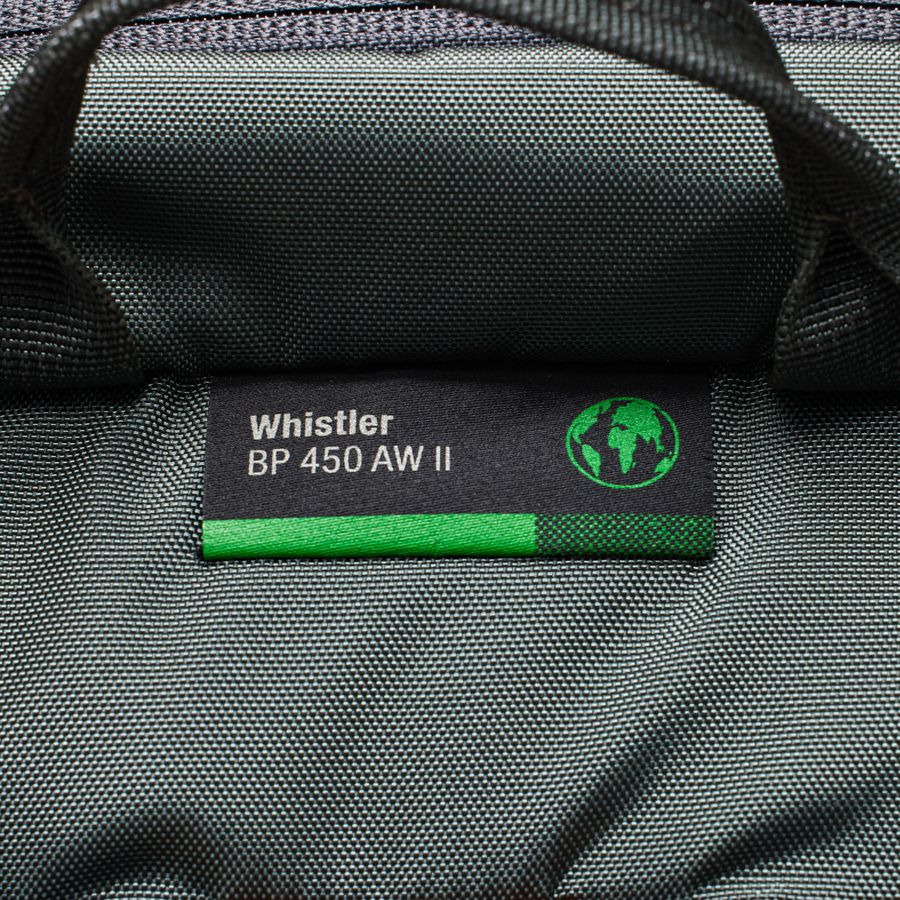 Whistler
BP 450 AW II